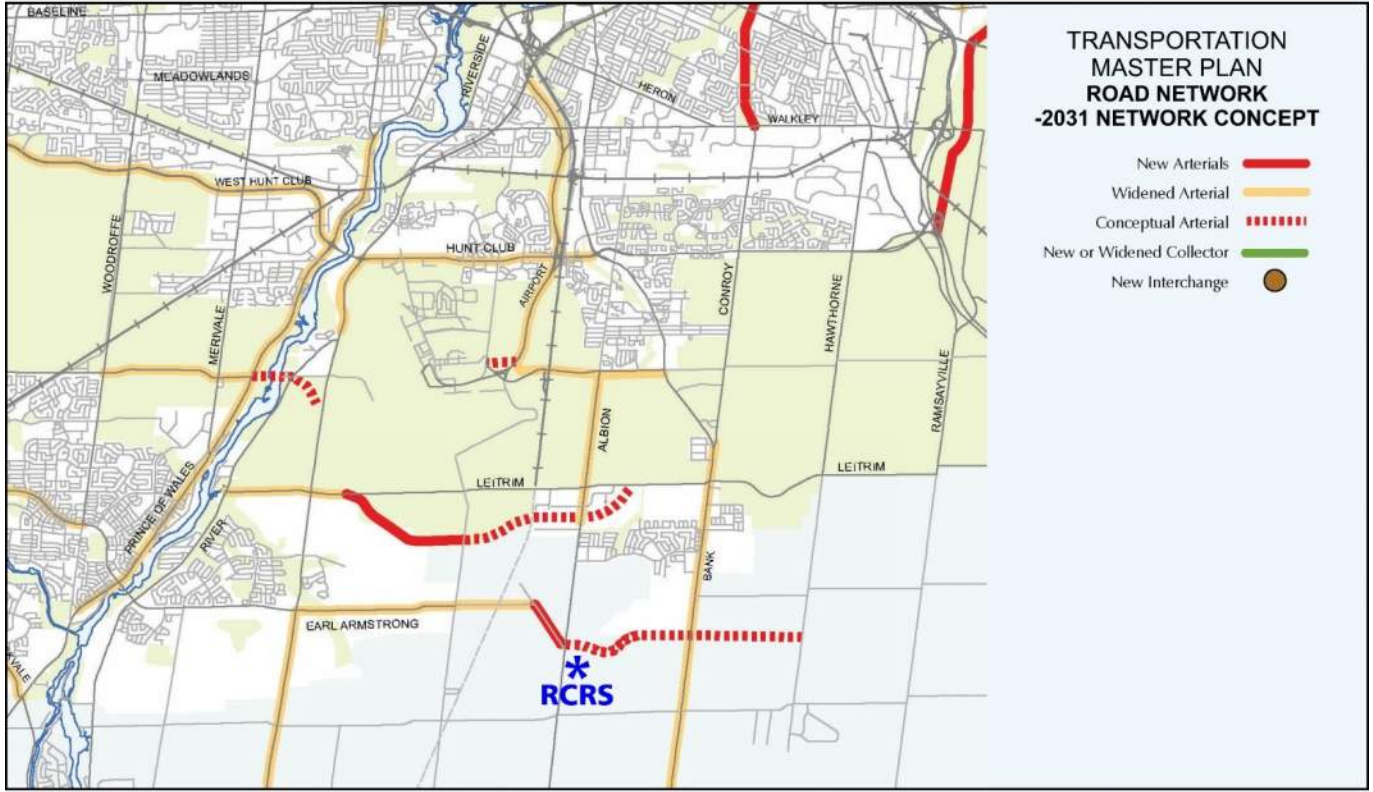 BASELINE
MEADOWLANDS
RIVERSIDE
HERON
WALKLEY
WEST HUNT CLUB
WOODROFFE
HUNT CLUB
AIRPORT
CONROY
HAWTHORNE
MERIVALE
RAMSAYVILLE
ALBION
LEITRIM
LEITRIM
PRINCE OF WALES
RIVER
BANK
EARL ARMSTRONG
RCRS
TRANSPORTATION
MASTER PLAN
ROAD NETWORK
-2031 NETWORK CONCEPT
New Arterials
Widened Arterial
Conceptual Arterial
New or Widened Collector
New Interchange